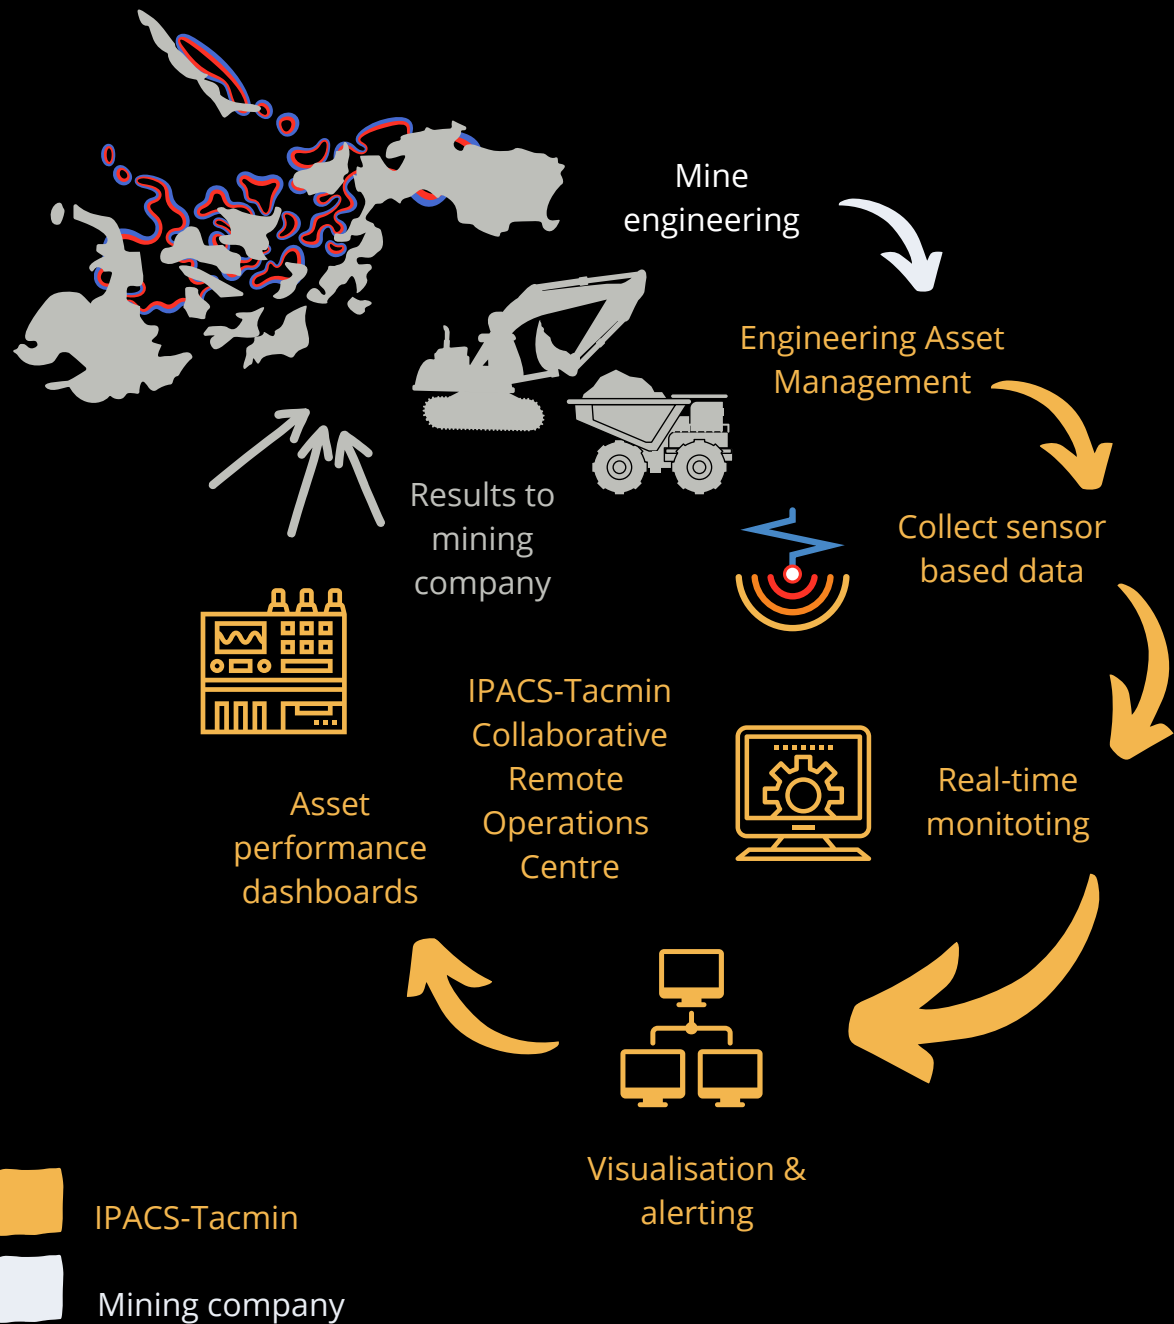 Mine
engineering
Engineering Asset
Management
Collect sensor
based data
Results to
mining
company
IPACS-Tacmin
Collaborative
Remote
Operations
Centre
Real-time
monitoting
Asset
performance
dashboards
Visualisation &
alerting
IPACS-Tacmin
Mining company